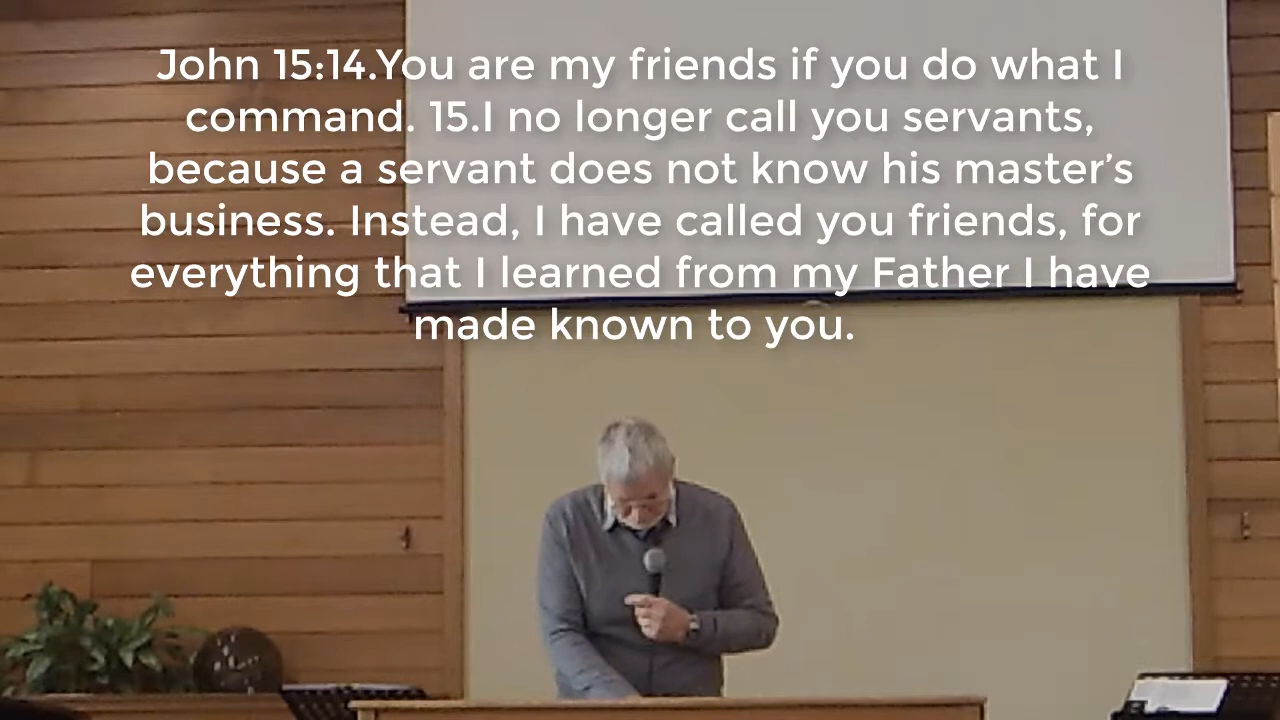 John 15:14.You are my friends if you do what I
command. 15.I no longer call you servants,
because a servant does not know his master’s
business. Instead, I have called you friends, for
everything that I learned from my Father I have
made known to you.